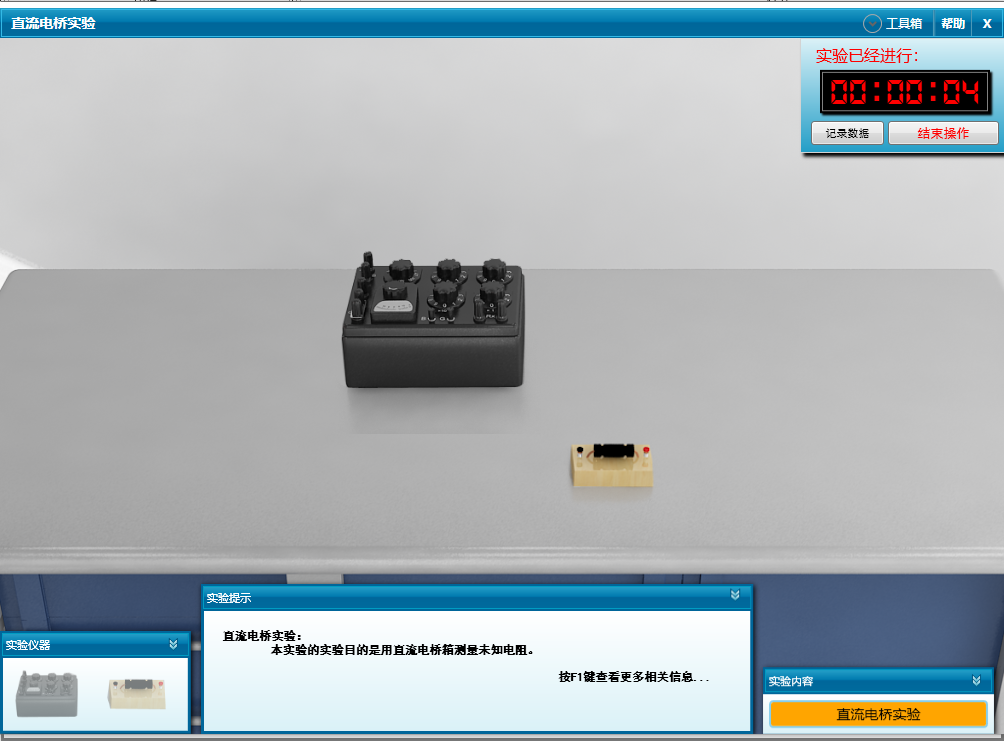 直流电桥实验
工具箱
帮助
X
实验已经进行：
00:00:04
记录数据
结束操作
实验提示
直流电桥实验：
本实验的实验目的是用直流电桥箱测量未知电阻。
按F1键查看更多相关信息...
实验仪器
实验内容
直流电桥实验